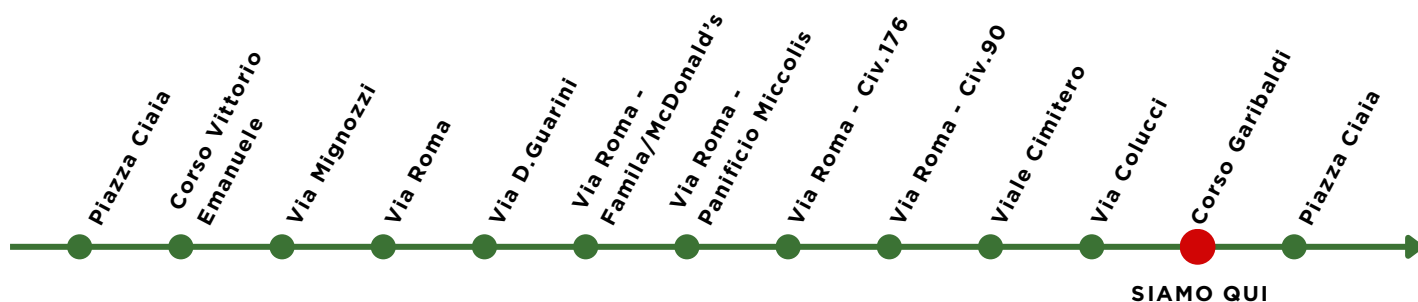 Piazza Ciaia
Corso Vittorio
Emanuele
Via Mignozzi
Via Roma
Via D.Guarini
Via Roma -
Famila/McDonald's
Via Roma -
Panificio Miccolis
Via Roma - Civ.176
Via Roma - Civ.90
Viale Cimitero
Via Colucci
Corso Garibaldi
Piazza Ciaia
SIAMO QUI